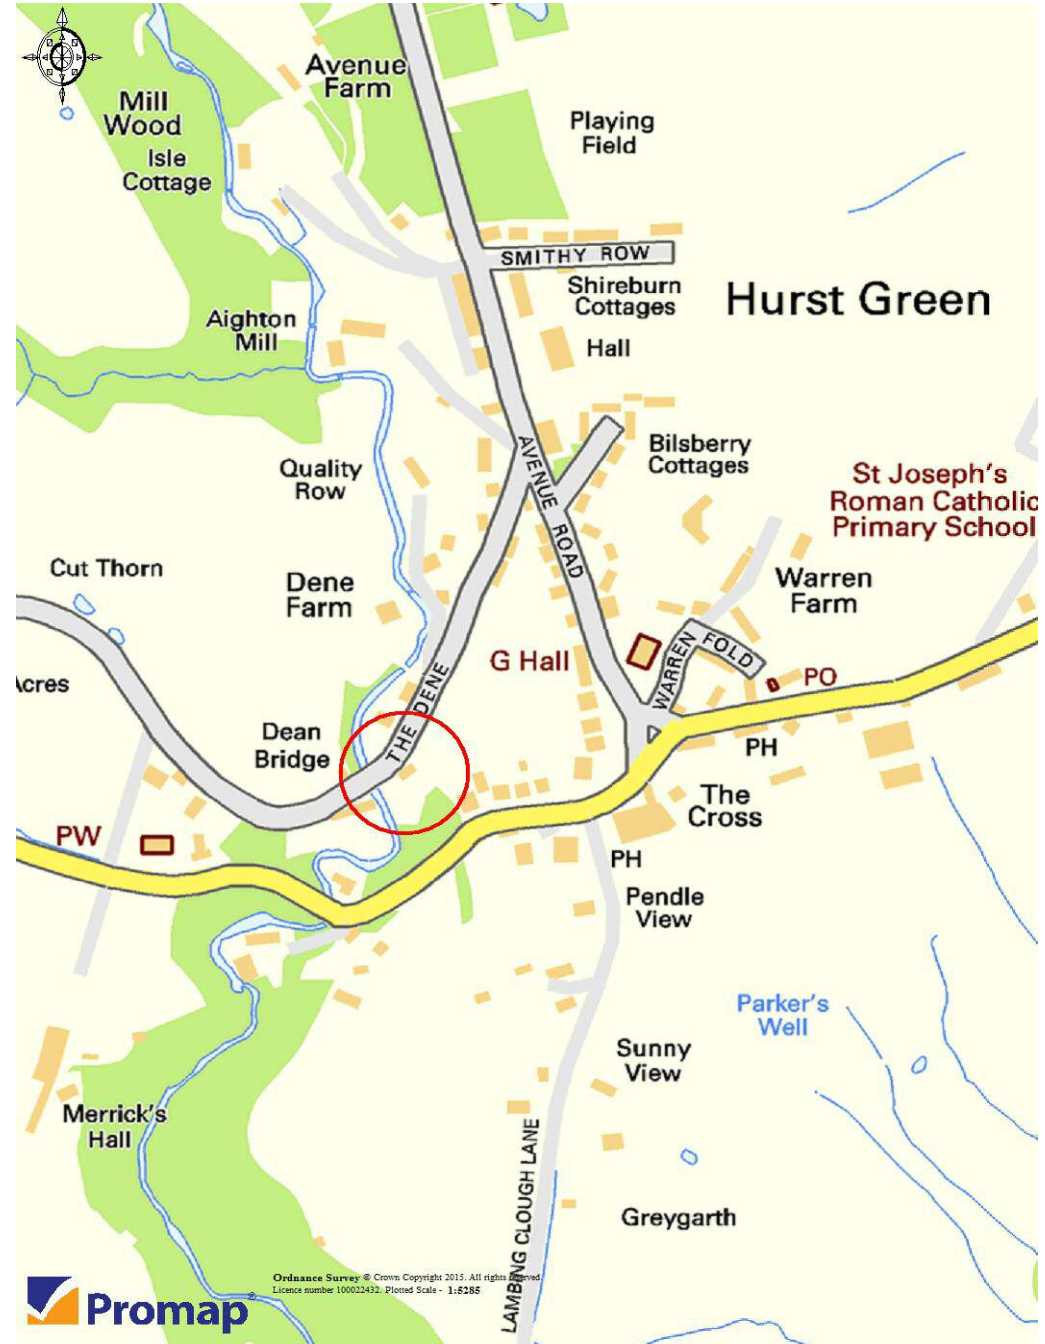 Avenue
Farm
Mill
Wood
Isle
Cottage
Playing
Field
SMITHY ROW
Shireburn
Cottages
Hurst Green
Aighton
Mill
Hall
AVENUE ROAD
Bilsberry
Cottages
Quality
Row
St Joseph's
Roman Catholic
Primary School
Cut Thorn
Dene
Farm
Warren
Farm
G Hall
WARREN FOLD
PO
Acres
THE DENE
Dean
Bridge
PH
The
Cross
PW
PH
Pendle
View
Parker's
Well
Sunny
View
Merrick's
Hall
LAMBING CLOUGH LANE
Greygarth
Ordnance Survey © Crown Copyright 2015. All rights reserved.
Licence number 100022432. Plotted Scale - 1:5285
Promap®